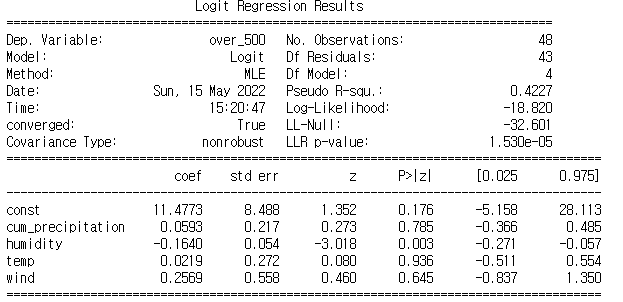 Logit Regression Results
==============================================================================
Dep. Variable: over_500 No. Observations: 48
Model: Logit Df Residuals: 43
Method: MLE Df Model: 4
Date: Sun, 15 May 2022 Pseudo R-squ.: 0.4227
Time: 15:20:47 Log-Likelihood: -18.820
converged: True LL-Null: -32.601
Covariance Type: nonrobust LLR p-value: 1.530e-05
==============================================================================
coef std err z P>|z| [0.025 0.975]
------------------------------------------------------------------------------
const 11.4773 8.488 1.352 0.176 -5.158 28.113
cum_precipitation 0.0593 0.217 0.273 0.785 -0.366 0.485
humidity -0.1640 0.054 -3.018 0.003 -0.271 -0.057
temp 0.0219 0.272 0.080 0.936 -0.511 0.554
wind 0.2569 0.558 0.460 0.645 -0.837 1.350
==============================================================================